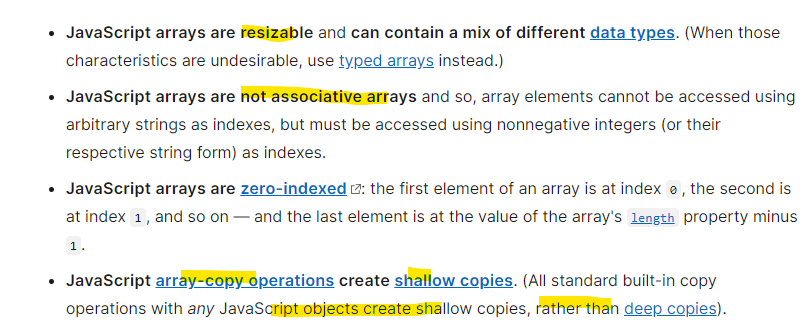 • JavaScript arrays are resizable and can contain a mix of different data types. (When those
characteristics are undesirable, use typed arrays instead.)
• JavaScript arrays are not associative arrays and so, array elements cannot be accessed using
arbitrary strings as indexes, but must be accessed using nonnegative integers (or their
respective string form) as indexes.
• JavaScript arrays are zero-indexed: the first element of an array is at index 0, the second is
at index 1, and so on — and the last element is at the value of the array's length property minus
1.
• JavaScript array-copy operations create shallow copies. (All standard built-in copy
operations with any JavaScript objects create shallow copies, rather than deep copies).